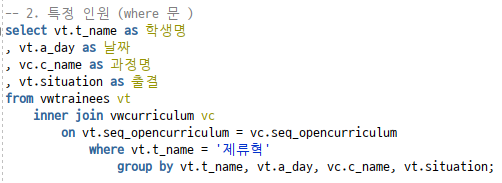 -- 2. 특정 인원 (where 문 )
select vt.t_name as 학생명
, vt.a_day as 날짜
, vc.c_name as 과정명
, vt.situation as 출결
from vwtrainees vt
inner join vwcurriculum vc
on vt.seq_opencurriculum = vc.seq_opencurriculum
where vt.t_name = '제류혁'
group by vt.t_name, vt.a_day, vc.c_name, vt.situation;